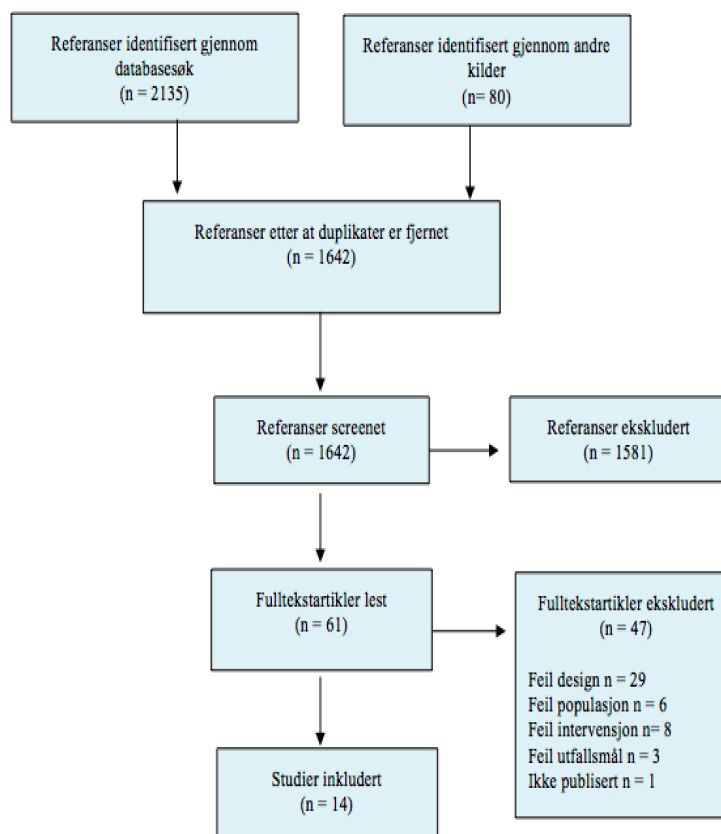 Referanser identifisert gjennom
databasesøk
(n = 2135)
Referanser identifisert gjennom andre
kilder
(n= 80)
Referanser etter at duplikater er fjernet
(n = 1642)
Referanser screenet
(n = 1642)
Referanser ekskludert
(n = 1581)
Fulltekstartikler lest
(n = 61)
Fulltekstartikler ekskludert
(n = 47)
Feil design n = 29
Feil populasjon n = 6
Feil intervensjon n= 8
Feil utfallsmål n = 3
Ikke publisert n = 1
Studier inkludert
(n = 14)